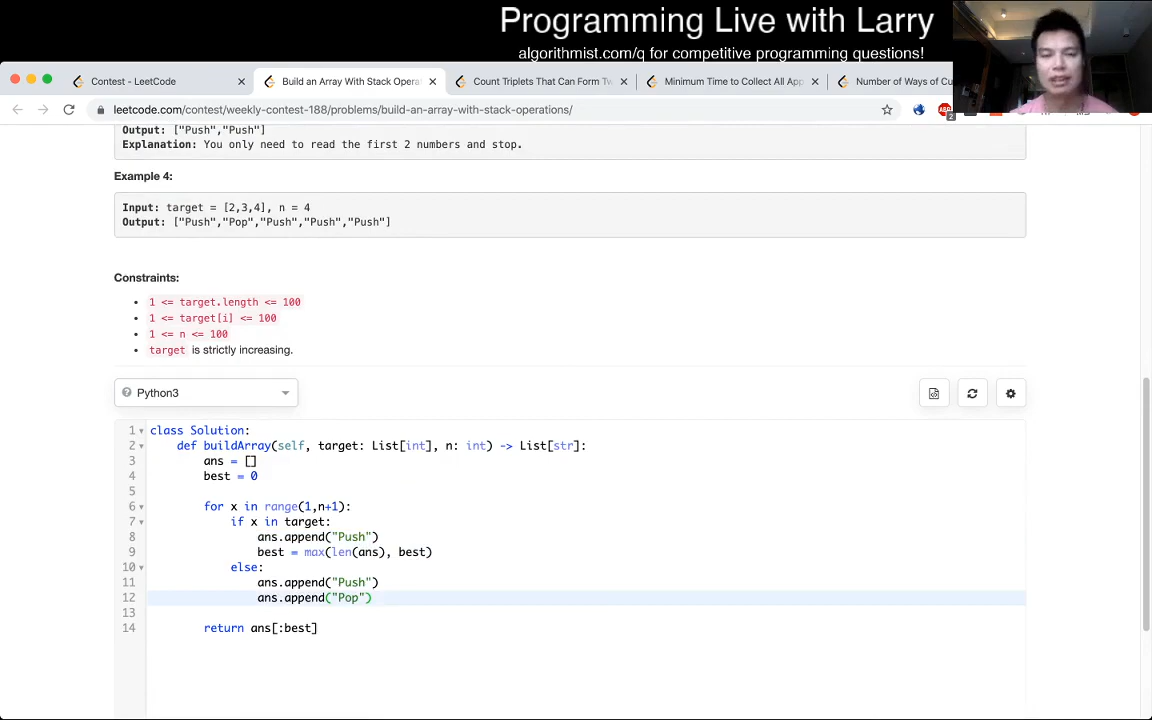 Programming Live with Larry
algorithmist.com/q for competitive programming questions!
Contest - LeetCode
Build an Array With Stack Opera
Count Triplets That Can Form Tw
Minimum Time to Collect All App
Number of Ways of Cu
leetcode.com/contest/weekly-contest-188/problems/build-an-array-with-stack-operations/
Output: ["Push","Push"]
Explanation: You only need to read the first 2 numbers and stop.
Example 4:
Input: target = [2,3,4], n = 4
Output: ["Push","Pop","Push","Push","Push"]
Constraints:
1 <= target.length <= 100
1 <= target[i] <= 100
1 <= n <= 100
target is strictly increasing.
Python3
1 class Solution:
2 def buildArray(self, target: List[int], n: int) -> List[str]:
3 ans = []
4 best = 0
5
6 for x in range(1,n+1):
7 if x in target:
8 ans.append("Push")
9 best = max(len(ans), best)
10 else:
11 ans.append("Push")
12 ans.append("Pop")
13
14 return ans[:best]